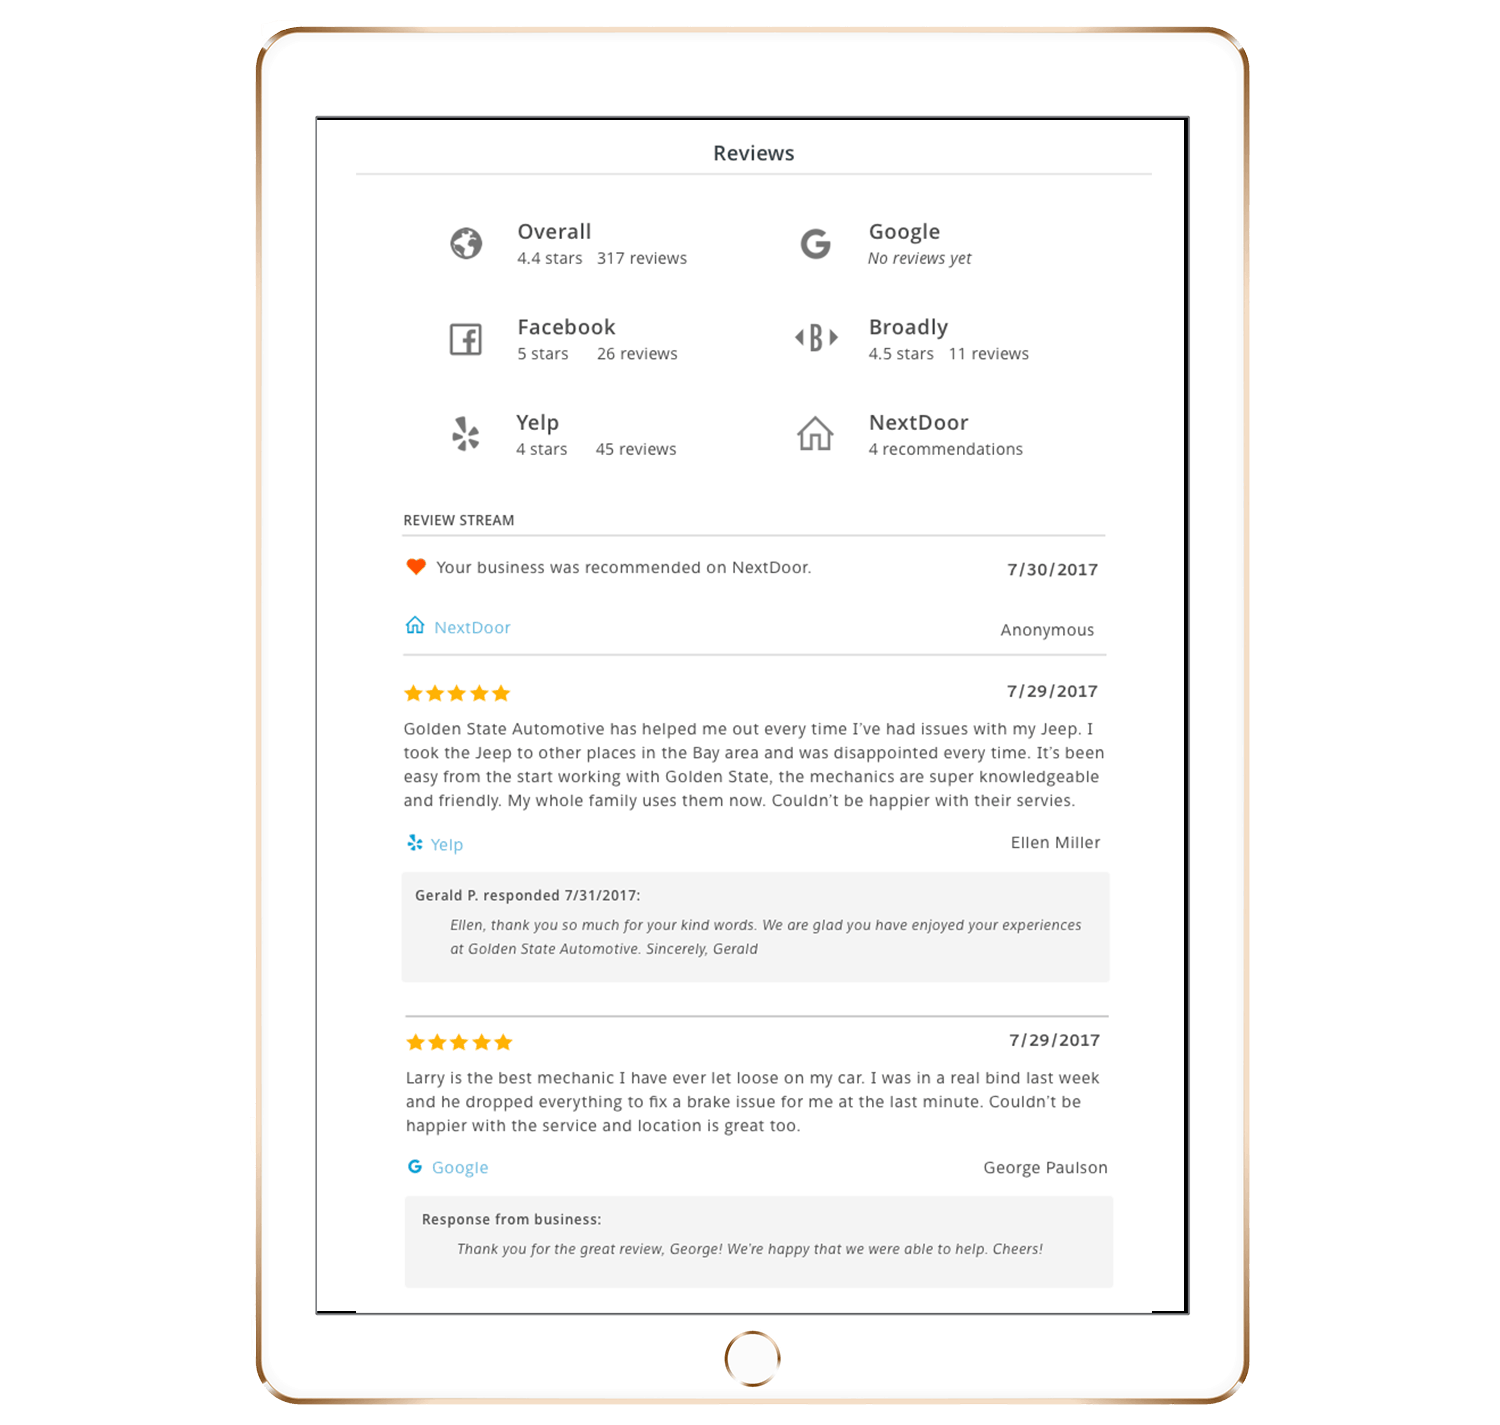 Reviews
Overall
4.4 stars 317 reviews
Google
No reviews yet
Facebook
5 stars 26 reviews
Broadly
4.5 stars 11 reviews
Yelp
4 stars 45 reviews
NextDoor
4 recommendations
REVIEW STREAM
Your business was recommended on NextDoor. 7/30/2017
NextDoor Anonymous
7/29/2017
Golden State Automotive has helped me out every time I've had issues with my Jeep. I
took the Jeep to other places in the Bay area and was disappointed every time. It's been
easy from the start working with Golden State, the mechanics are super knowledgeable
and friendly. My whole family uses them now. Couldn't be happier with their servies.
Yelp Ellen Miller
Gerald P. responded 7/31/2017:
Ellen, thank you so much for your kind words. We are glad you have enjoyed your experiences
at Golden State Automotive. Sincerely, Gerald
7/29/2017
Larry is the best mechanic I have ever let loose on my car. I was in a real bind last week
and he dropped everything to fix a brake issue for me at the last minute. Couldn't be
happier with the service and location is great too.
Google George Paulson
Response from business:
Thank you for the great review, George! We're happy that we were able to help. Cheers!